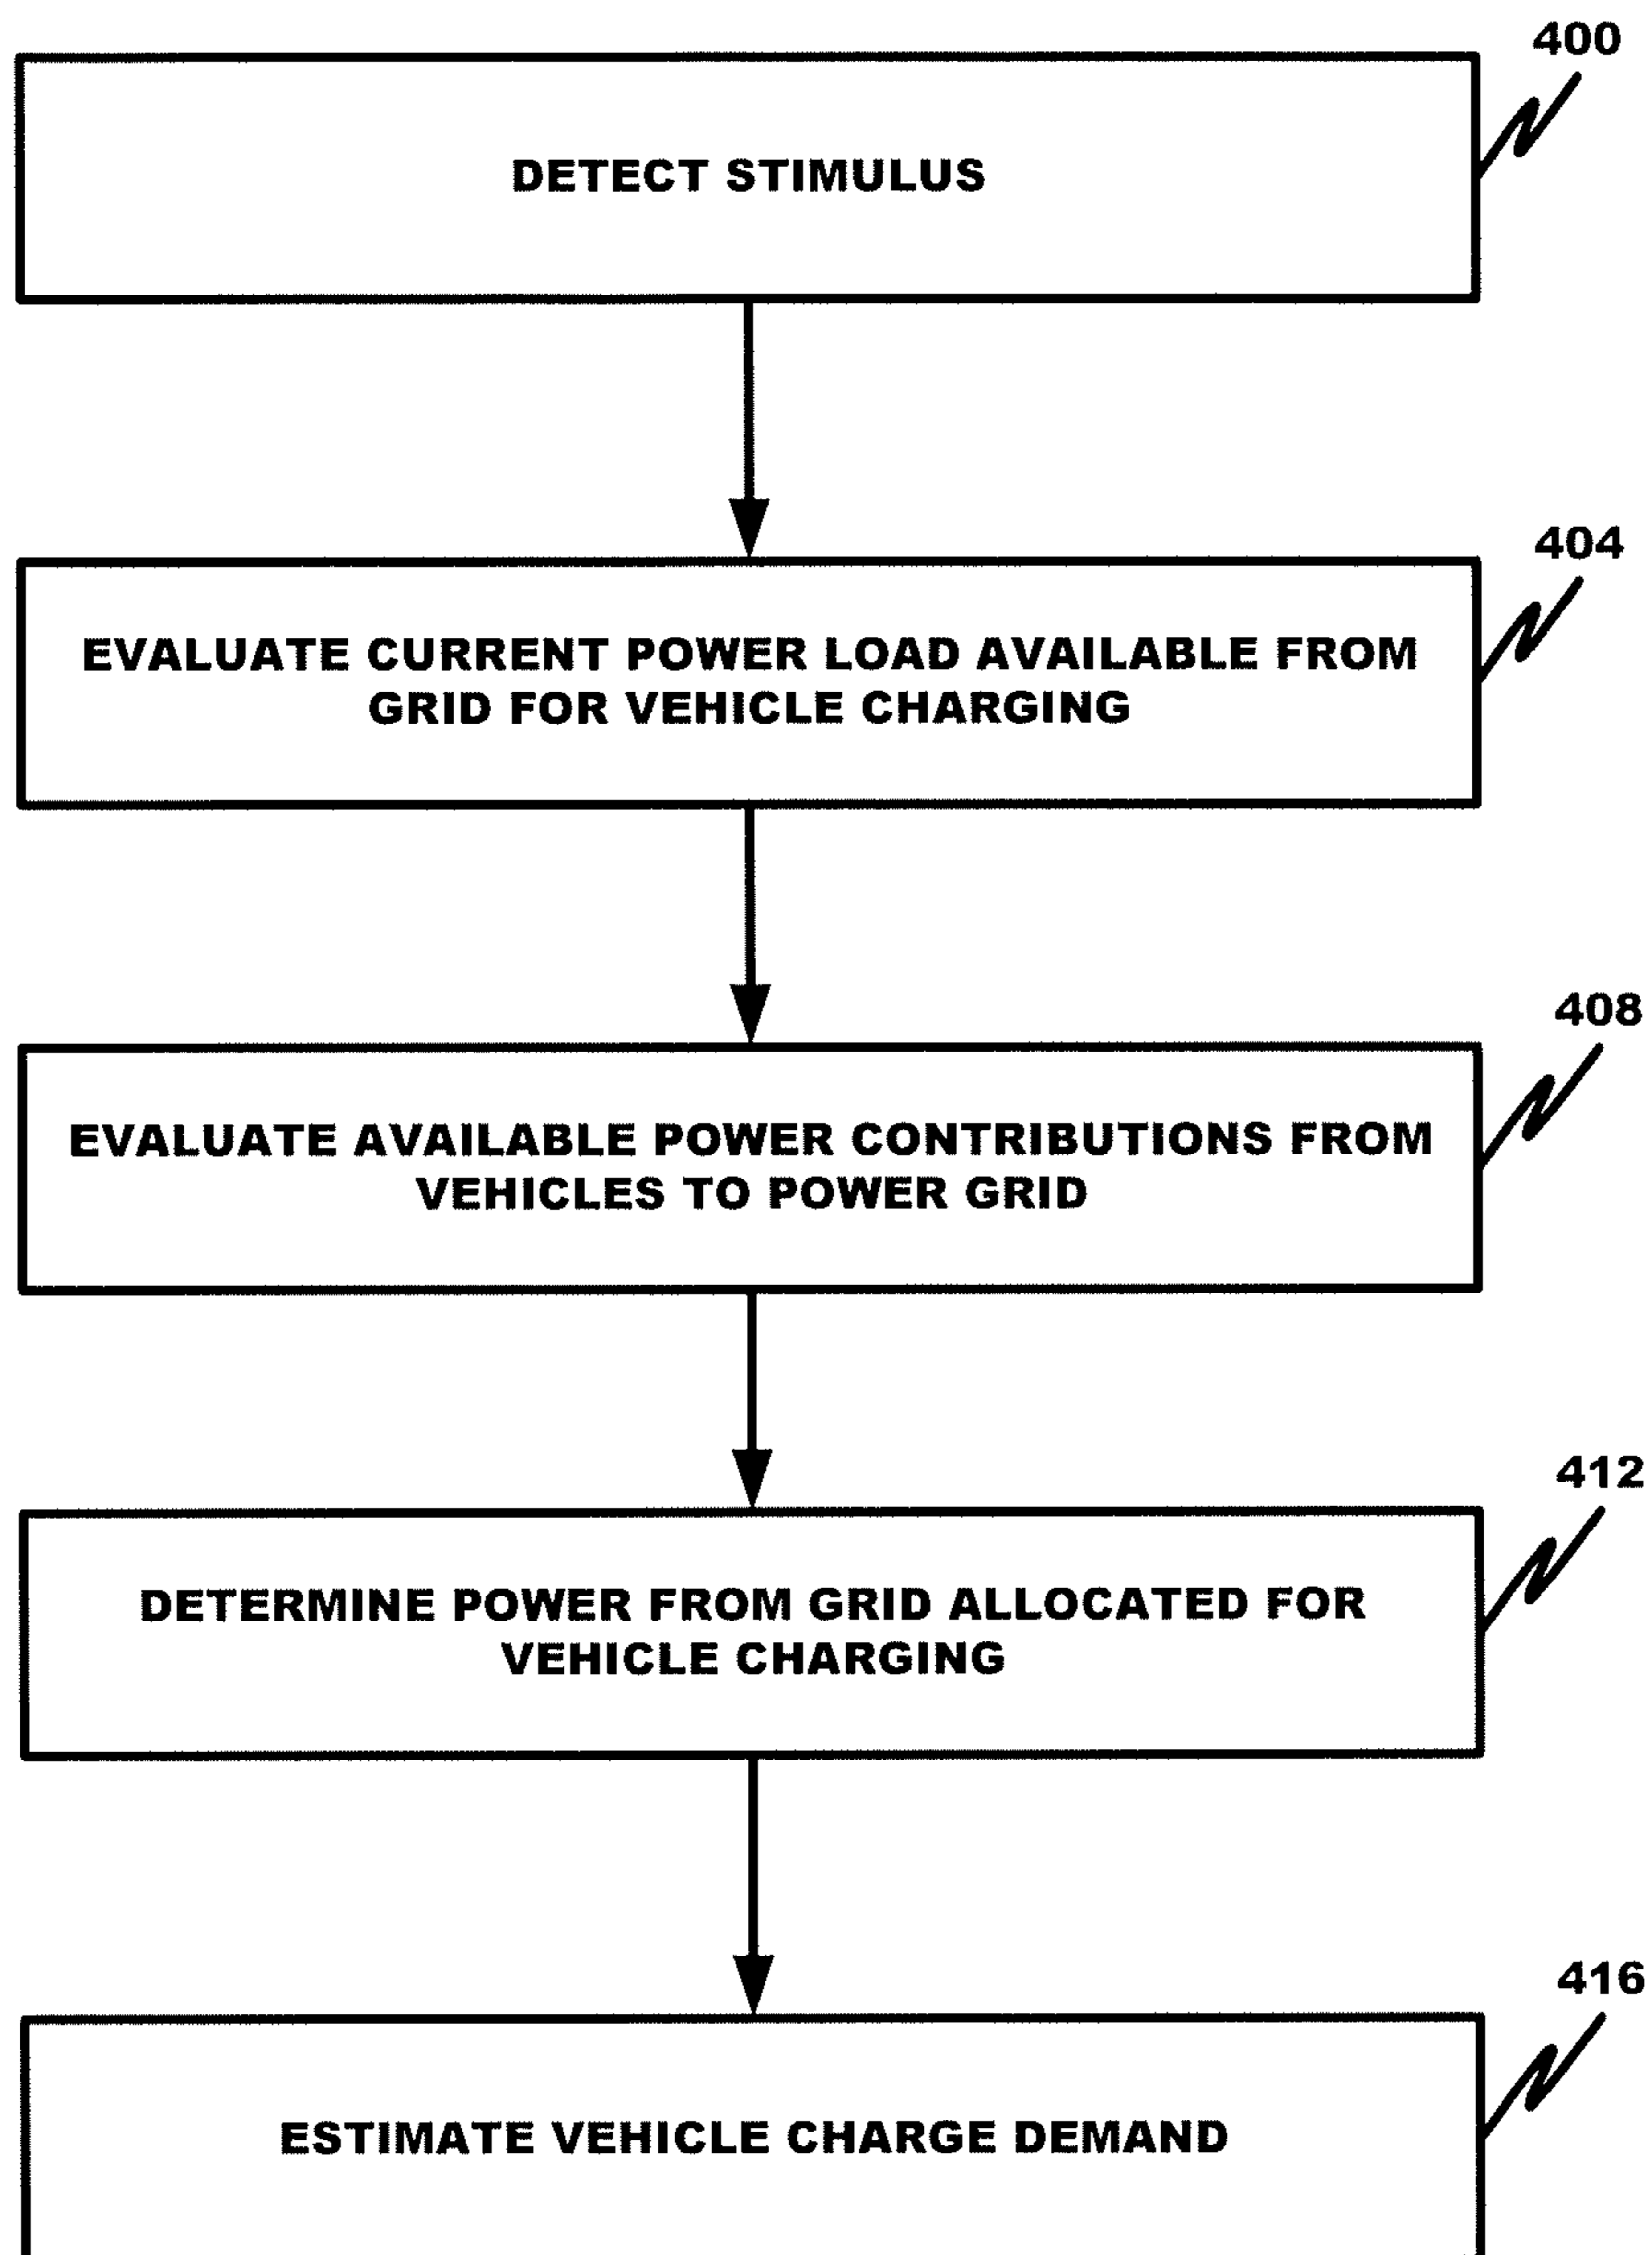 400
DETECT STIMULUS
404
EVALUATE CURRENT POWER LOAD AVAILABLE FROM
GRID FOR VEHICLE CHARGING
408
EVALUATE AVAILABLE POWER CONTRIBUTIONS FROM
VEHICLES TO POWER GRID
412
DETERMINE POWER FROM GRID ALLOCATED FOR
VEHICLE CHARGING
416
ESTIMATE VEHICLE CHARGE DEMAND